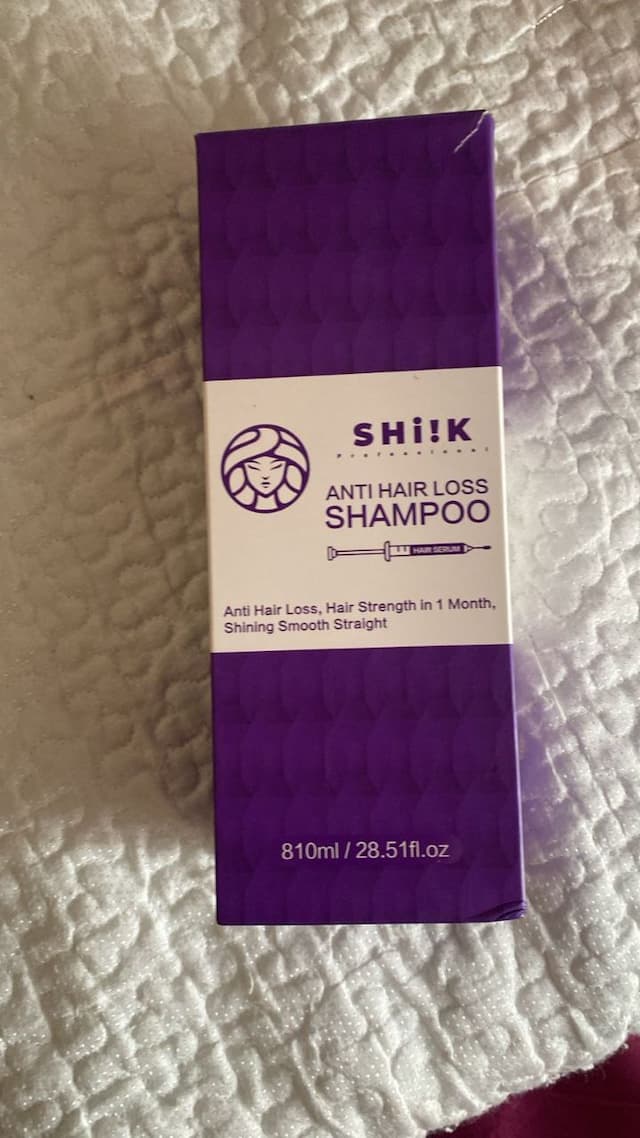 SHi!K
Professional
ANTI HAIR LOSS
SHAMPOO
HAIR SERUM
Anti Hair Loss, Hair Strength in 1 Month,
Shining Smooth Straight
810ml / 28.51fl.oz